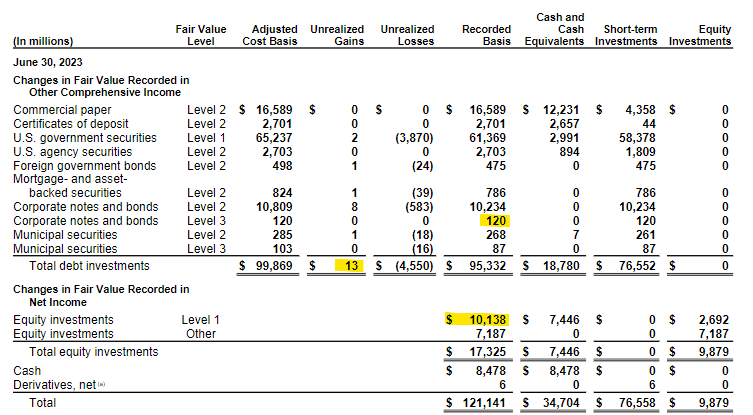 Fair Value Level Adjusted Cost Basis Unrealized Gains Unrealized Losses Recorded Basis Cash and Cash Equivalents Short-term Investments Equity Investments
(In millions)
June 30, 2023
Changes in Fair Value Recorded in
Other Comprehensive Income
Commercial paper Level 2 $ 16,589 $ 0 $ 0 $ 16,589 $ 12,231 $ 4,358 $ 0
Certificates of deposit Level 2 2,701 0 0 2,701 2,657 44 0
U.S. government securities Level 1 65,237 2 (3,870) 61,369 2,991 58,378 0
U.S. agency securities Level 2 2,703 0 0 2,703 894 1,809 0
Foreign government bonds Level 2 498 1 (24) 475 0 475 0
Mortgage- and asset-
backed securities Level 2 824 1 (39) 786 0 786 0
Corporate notes and bonds Level 2 10,809 8 (583) 10,234 0 10,234 0
Corporate notes and bonds Level 3 120 0 0 120 0 120 0
Municipal securities Level 2 285 1 (18) 268 7 261 0
Municipal securities Level 3 103 0 (16) 87 0 87 0
Total debt investments $ 99,869 $ 13 $ (4,550) $ 95,332 $ 18,780 $ 76,552 $ 0
Changes in Fair Value Recorded in
Net Income
Equity investments Level 1 $ 10,138 $ 7,446 $ 0 $ 2,692
Equity investments Other 7,187 0 0 7,187
Total equity investments $ 17,325 $ 7,446 $ 0 $ 9,879
Cash $ 8,478 $ 8,478 $ 0 $ 0
Derivatives, net (a) 6 0 6 0
Total $ 121,141 $ 34,704 $ 76,558 $ 9,879